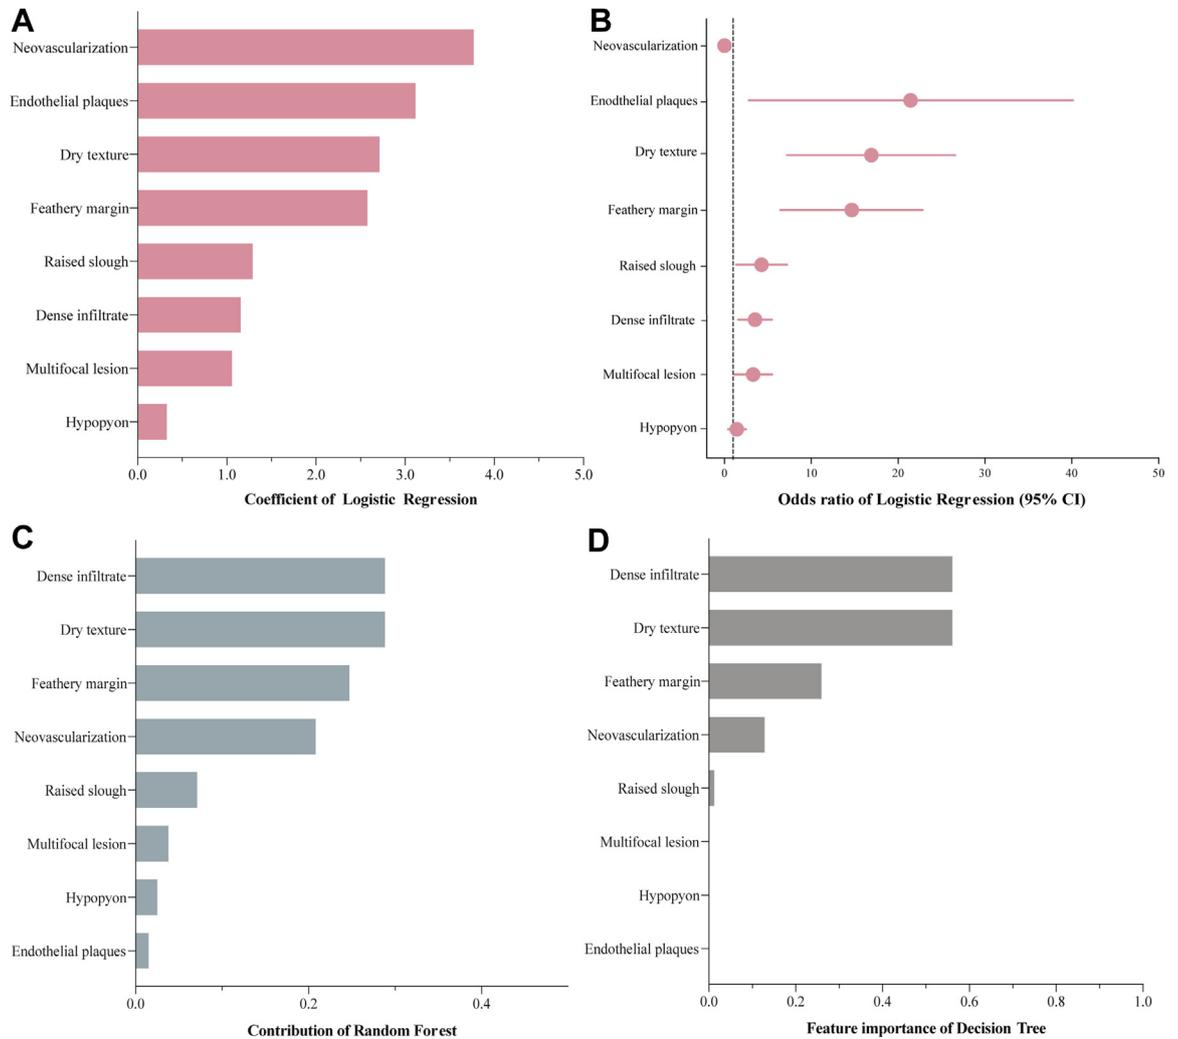 A
Neovascularization
Endothelial plaques
Dry texture
Feathery margin
Raised slough
Dense infiltrate
Multifocal lesion
Hypopyon
0.0 1.0 2.0 3.0 4.0 5.0
Coefficient of Logistic Regression
B
Neovascularization
Enodthelial plaques
Dry texture
Feathery margin
Raised slough
Dense infiltrate
Multifocal lesion
Hypopyon
0 10 20 30 40 50
Odds ratio of Logistic Regression (95% CI)
C
Dense infiltrate
Dry texture
Feathery margin
Neovascularization
Raised slough
Multifocal lesion
Hypopyon
Endothelial plaques
0.0 0.2 0.4
Contribution of Random Forest
D
Dense infiltrate
Dry texture
Feathery margin
Neovascularization
Raised slough
Multifocal lesion
Hypopyon
Endothelial plaques
0.0 0.2 0.4 0.6 0.8 1.0
Feature importance of Decision Tree